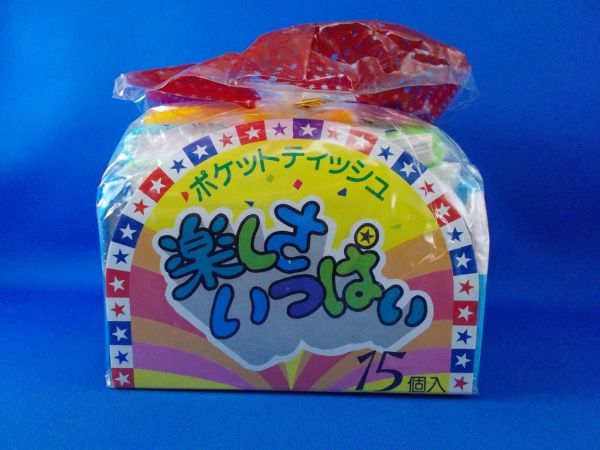 ポケットティッシュ
楽しさ
いっぱい
15個入